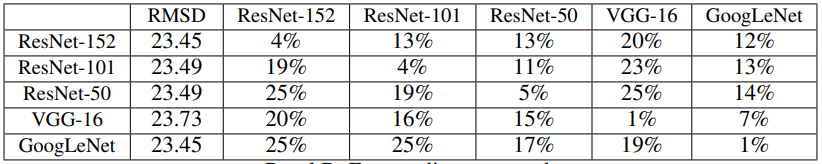 RMSD ResNet-152 ResNet-101 ResNet-50 VGG-16 GoogLeNet
ResNet-152 23.45 4% 13% 13% 20% 12%
ResNet-101 23.49 19% 4% 11% 23% 13%
ResNet-50 23.49 25% 19% 5% 25% 14%
VGG-16 23.73 20% 16% 15% 1% 7%
GoogLeNet 23.45 25% 25% 17% 19% 1%